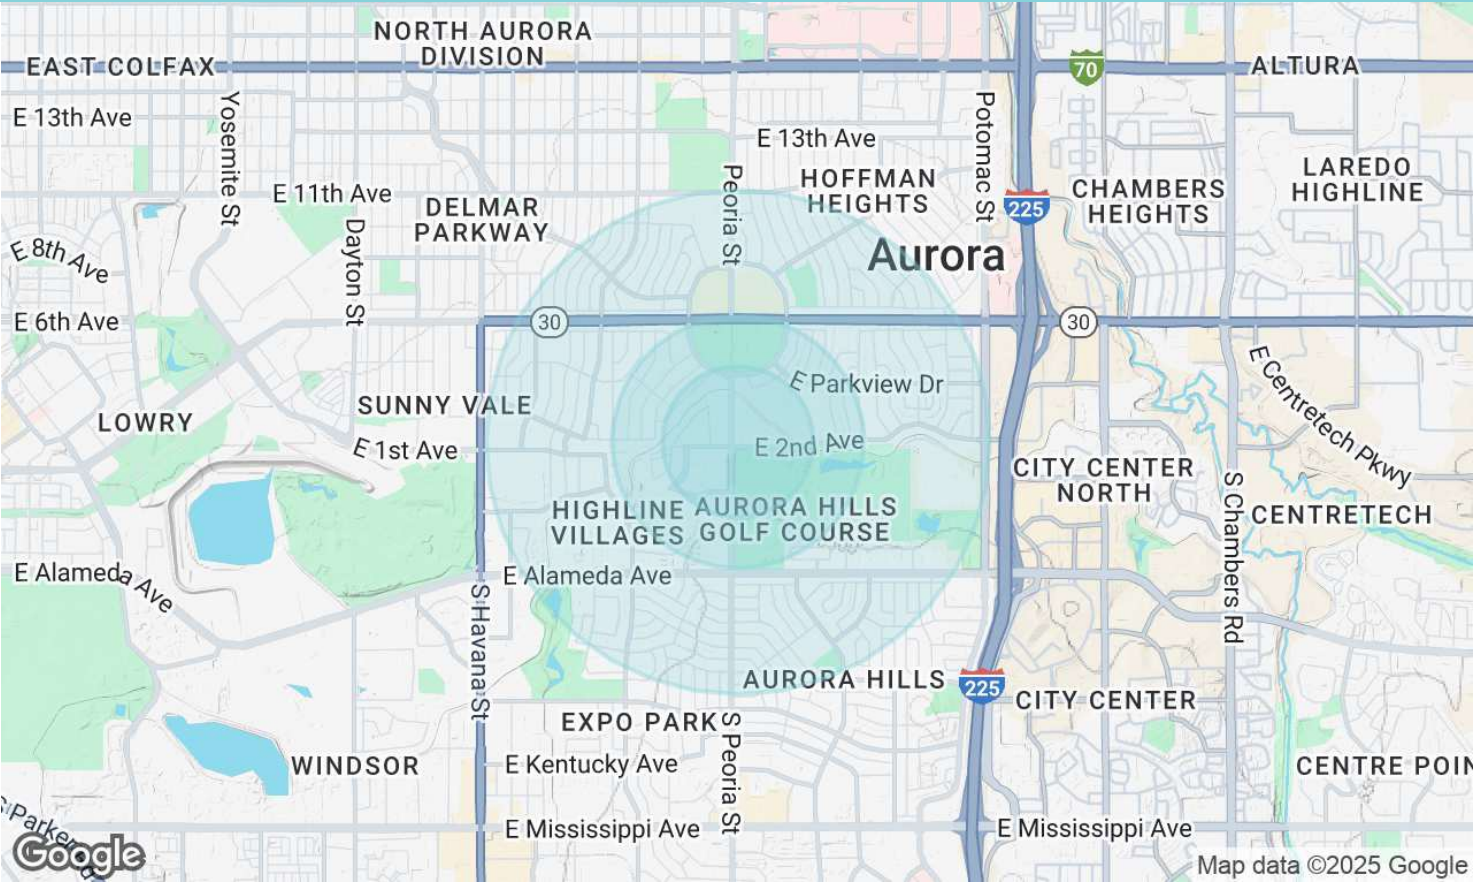 NORTH AURORA
DIVISION
EAST COLFAX
70
ALTURA
E 13th Ave
Yosemite St
E 13th Ave
Potomac St
Peoria St
HOFFMAN
HEIGHTS
LAREDO
HIGHLINE
E 11th Ave
DELMAR
PARKWAY
225
CHAMBERS
HEIGHTS
E 8th Ave
Dayton St
Aurora
E 6th Ave
30
30
E Parkview Dr
E Centretech Pkwy
LOWRY
SUNNY VALE
E 1st Ave
E 2nd Ave
CITY CENTER
NORTH
S Chambers Rd
HIGHLINE
VILLAGES
AURORA HILLS
GOLF COURSE
CENTRETECH
E Alameda Ave
E Alameda Ave
S Havana St
AURORA HILLS
225
CITY CENTER
EXPO PARK
S Peoria St
WINDSOR
E Kentucky Ave
CENTRE POIN
E Mississippi Ave
E Mississippi Ave
Google
Map data ©2025 Google